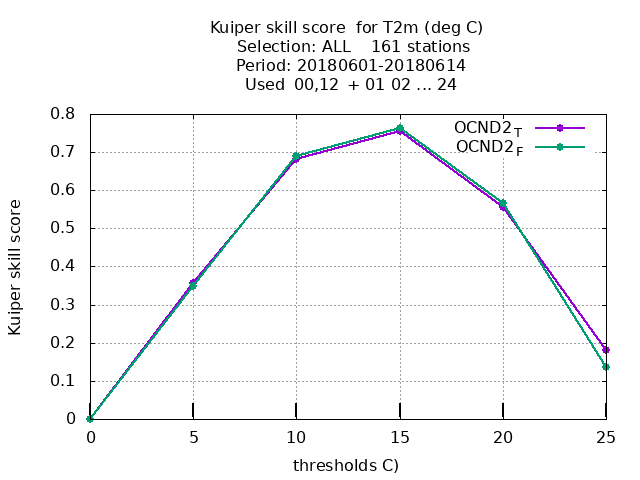 Kuiper skill score  for T2m (deg C)
Selection: ALL    161 stations
Period: 20180601-20180614
Used  00,12  + 01 02 ... 24
OCND2T
OCND2F
0.8
0.7
0.6
0.5
0.4
0.3
0.2
0.1
0
Kuiper skill score
0 5 10 15 20 25
thresholds C)